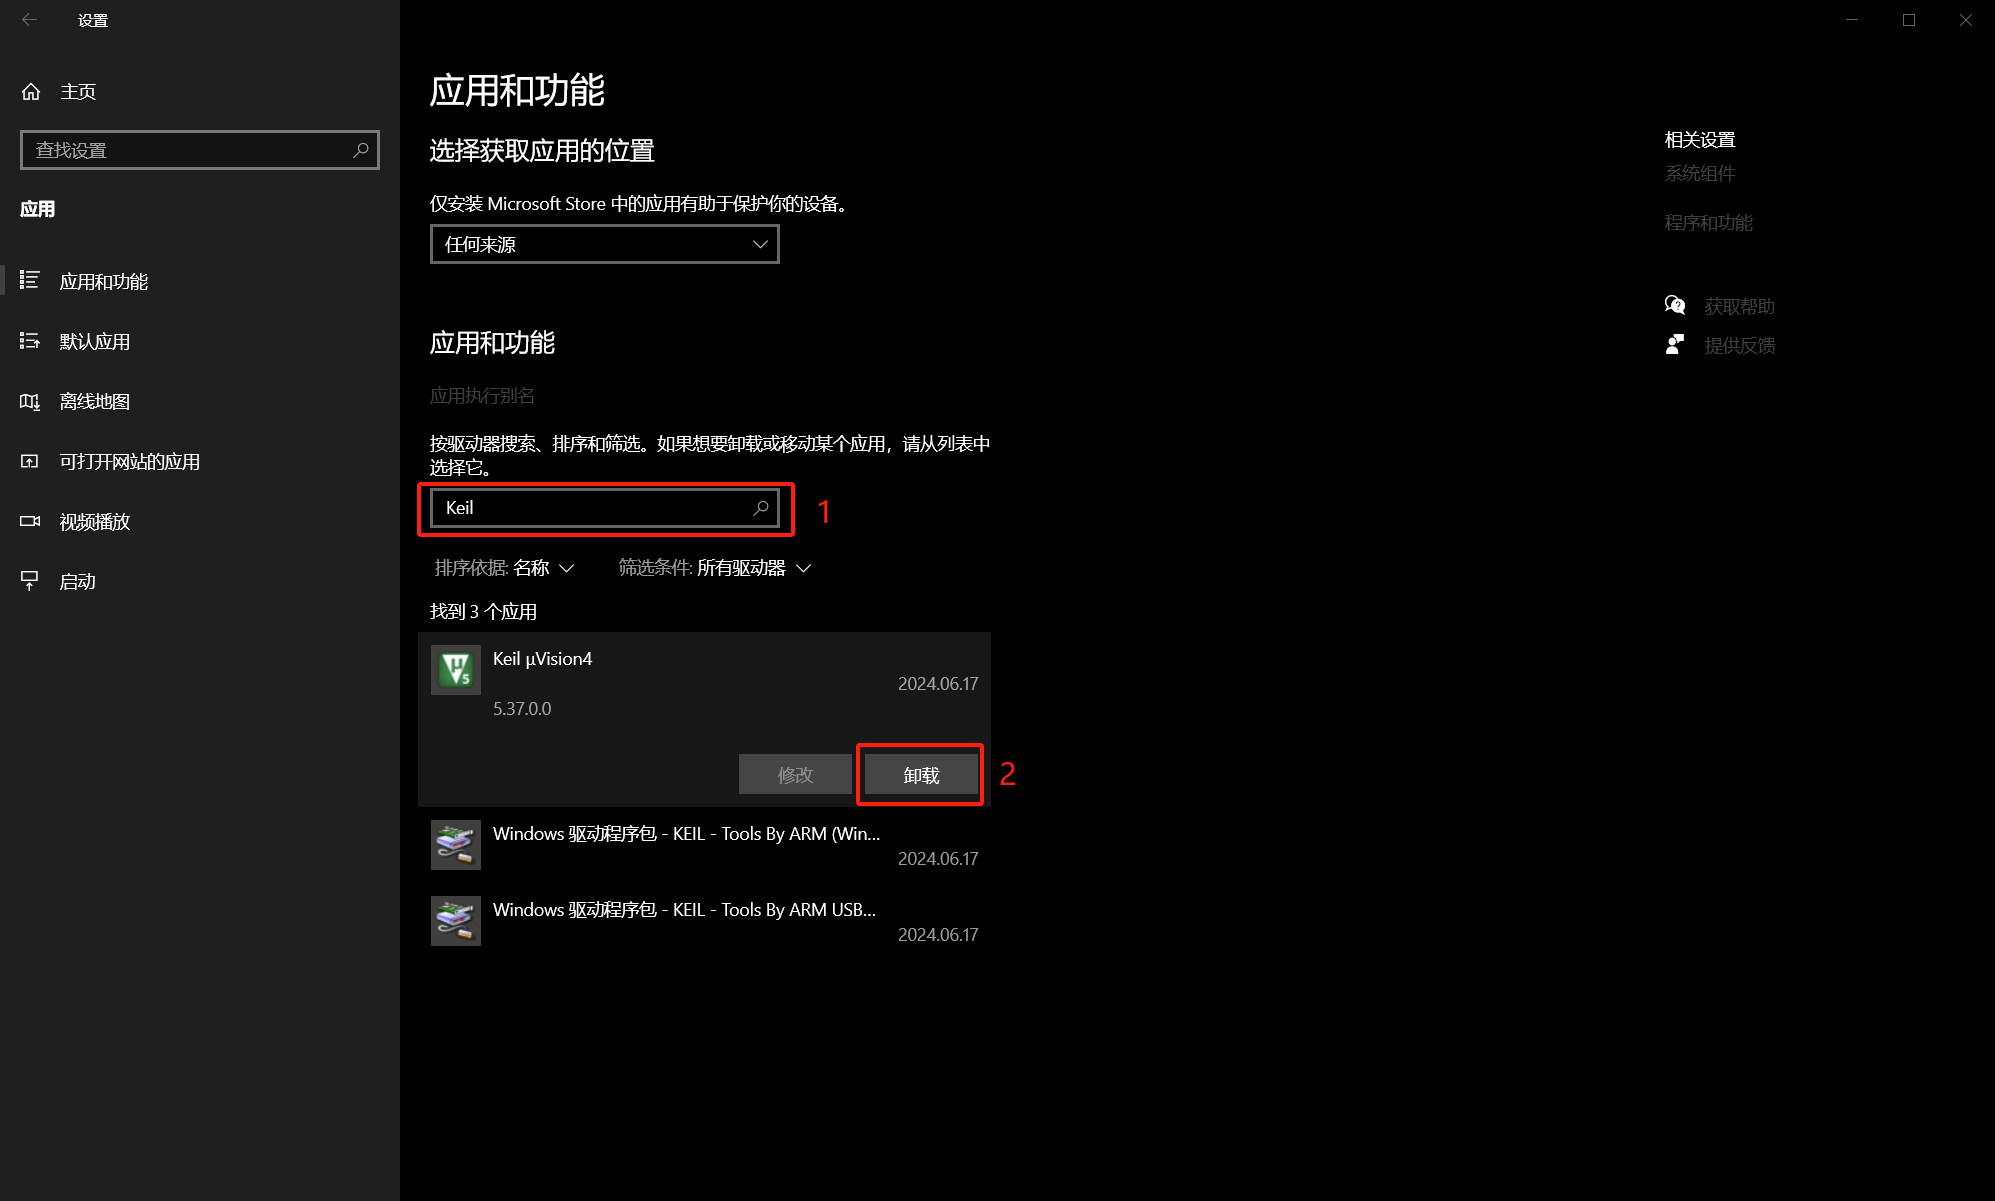 设置
主页
查找设置
应用
应用和功能
默认应用
离线地图
可打开网站的应用
视频播放
启动
应用和功能
选择获取应用的位置
仅安装 Microsoft Store 中的应用有助于保护你的设备。
任何来源
应用和功能
应用执行别名
按驱动器搜索、排序和筛选。如果想要卸载或移动某个应用，请从列表中
选择它。
Keil
1
排序依据: 名称 筛选条件: 所有驱动器
找到 3 个应用
Keil µVision4
2024.06.17
5.37.0.0
修改 卸载
2
Windows 驱动程序包 - KEIL - Tools By ARM (Win...
2024.06.17
Windows 驱动程序包 - KEIL - Tools By ARM USB...
2024.06.17
相关设置
系统组件
程序和功能
获取帮助
提供反馈